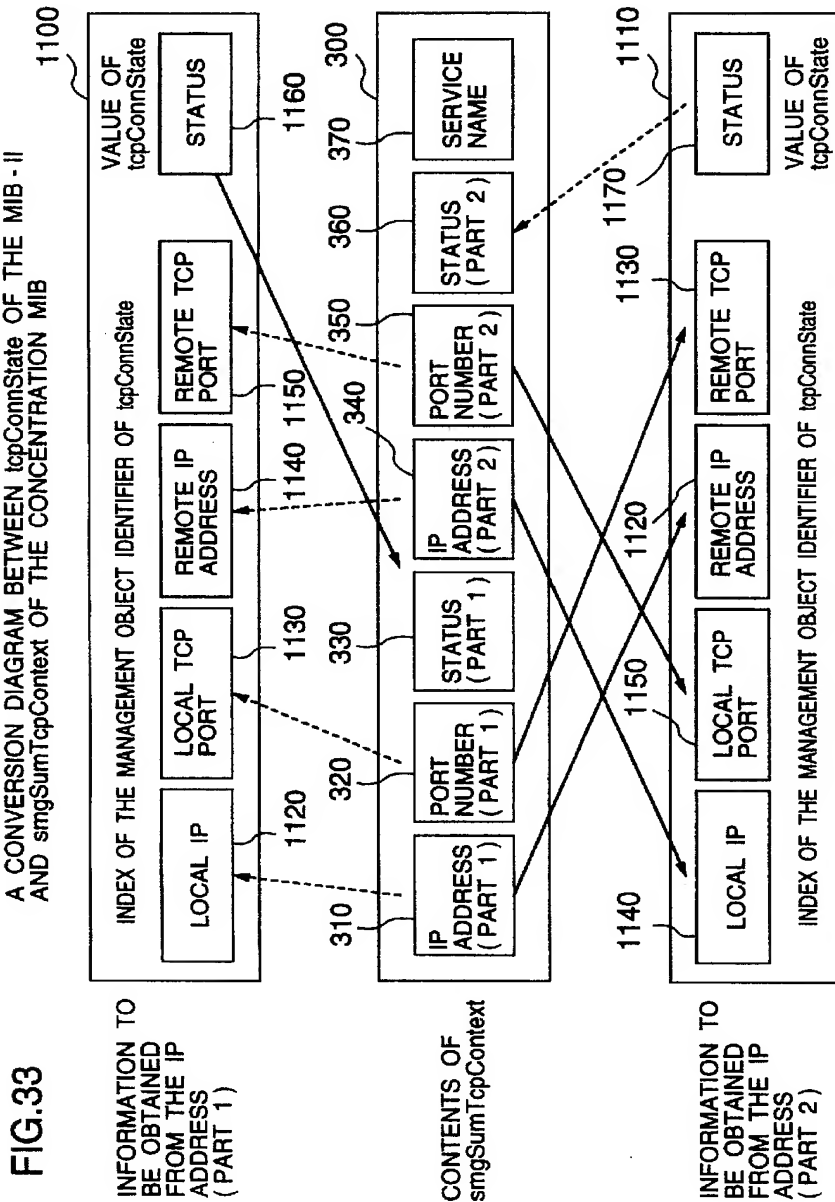 FIG.33
A CONVERSION DIAGRAM BETWEEN tcpConnState OF THE MIB-II
AND smgSumTcpContext OF THE CONCENTRATION MIB
INFORMATION TO
BE OBTAINED
FROM THE IP
ADDRESS
(PART 1)
1100
INDEX OF THE MANAGEMENT OBJECT IDENTIFIER OF tcpConnState
VALUE OF
tcpConnState
LOCAL IP
1120
LOCAL TCP
PORT
1130
REMOTE IP
ADDRESS
1140
REMOTE TCP
PORT
1150
STATUS
1160
CONTENTS OF
smgSumTcpContext
300
310
IP
ADDRESS
(PART 1)
320
PORT
NUMBER
(PART 1)
330
STATUS
(PART 1)
340
IP
ADDRESS
(PART 2)
350
PORT
NUMBER
(PART 2)
360
STATUS
(PART 2)
370
SERVICE
NAME
INFORMATION TO
BE OBTAINED
FROM THE IP
ADDRESS
(PART 2)
1110
1140
LOCAL IP
1150
LOCAL TCP
PORT
1120
REMOTE IP
ADDRESS
1130
REMOTE TCP
PORT
1170
STATUS
INDEX OF THE MANAGEMENT OBJECT IDENTIFIER OF tcpConnState
VALUE OF
tcpConnState